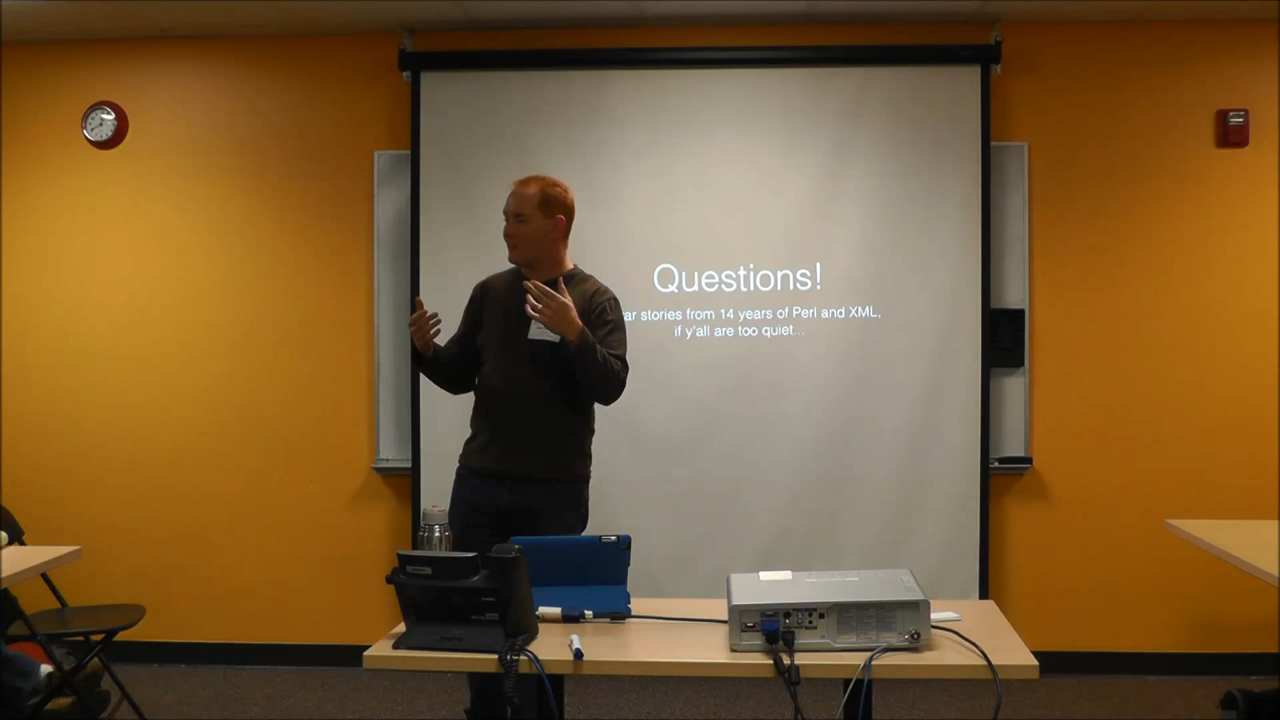 Questions!
ar stories from 14 years of Perl and XML,
if y'all are too quiet...